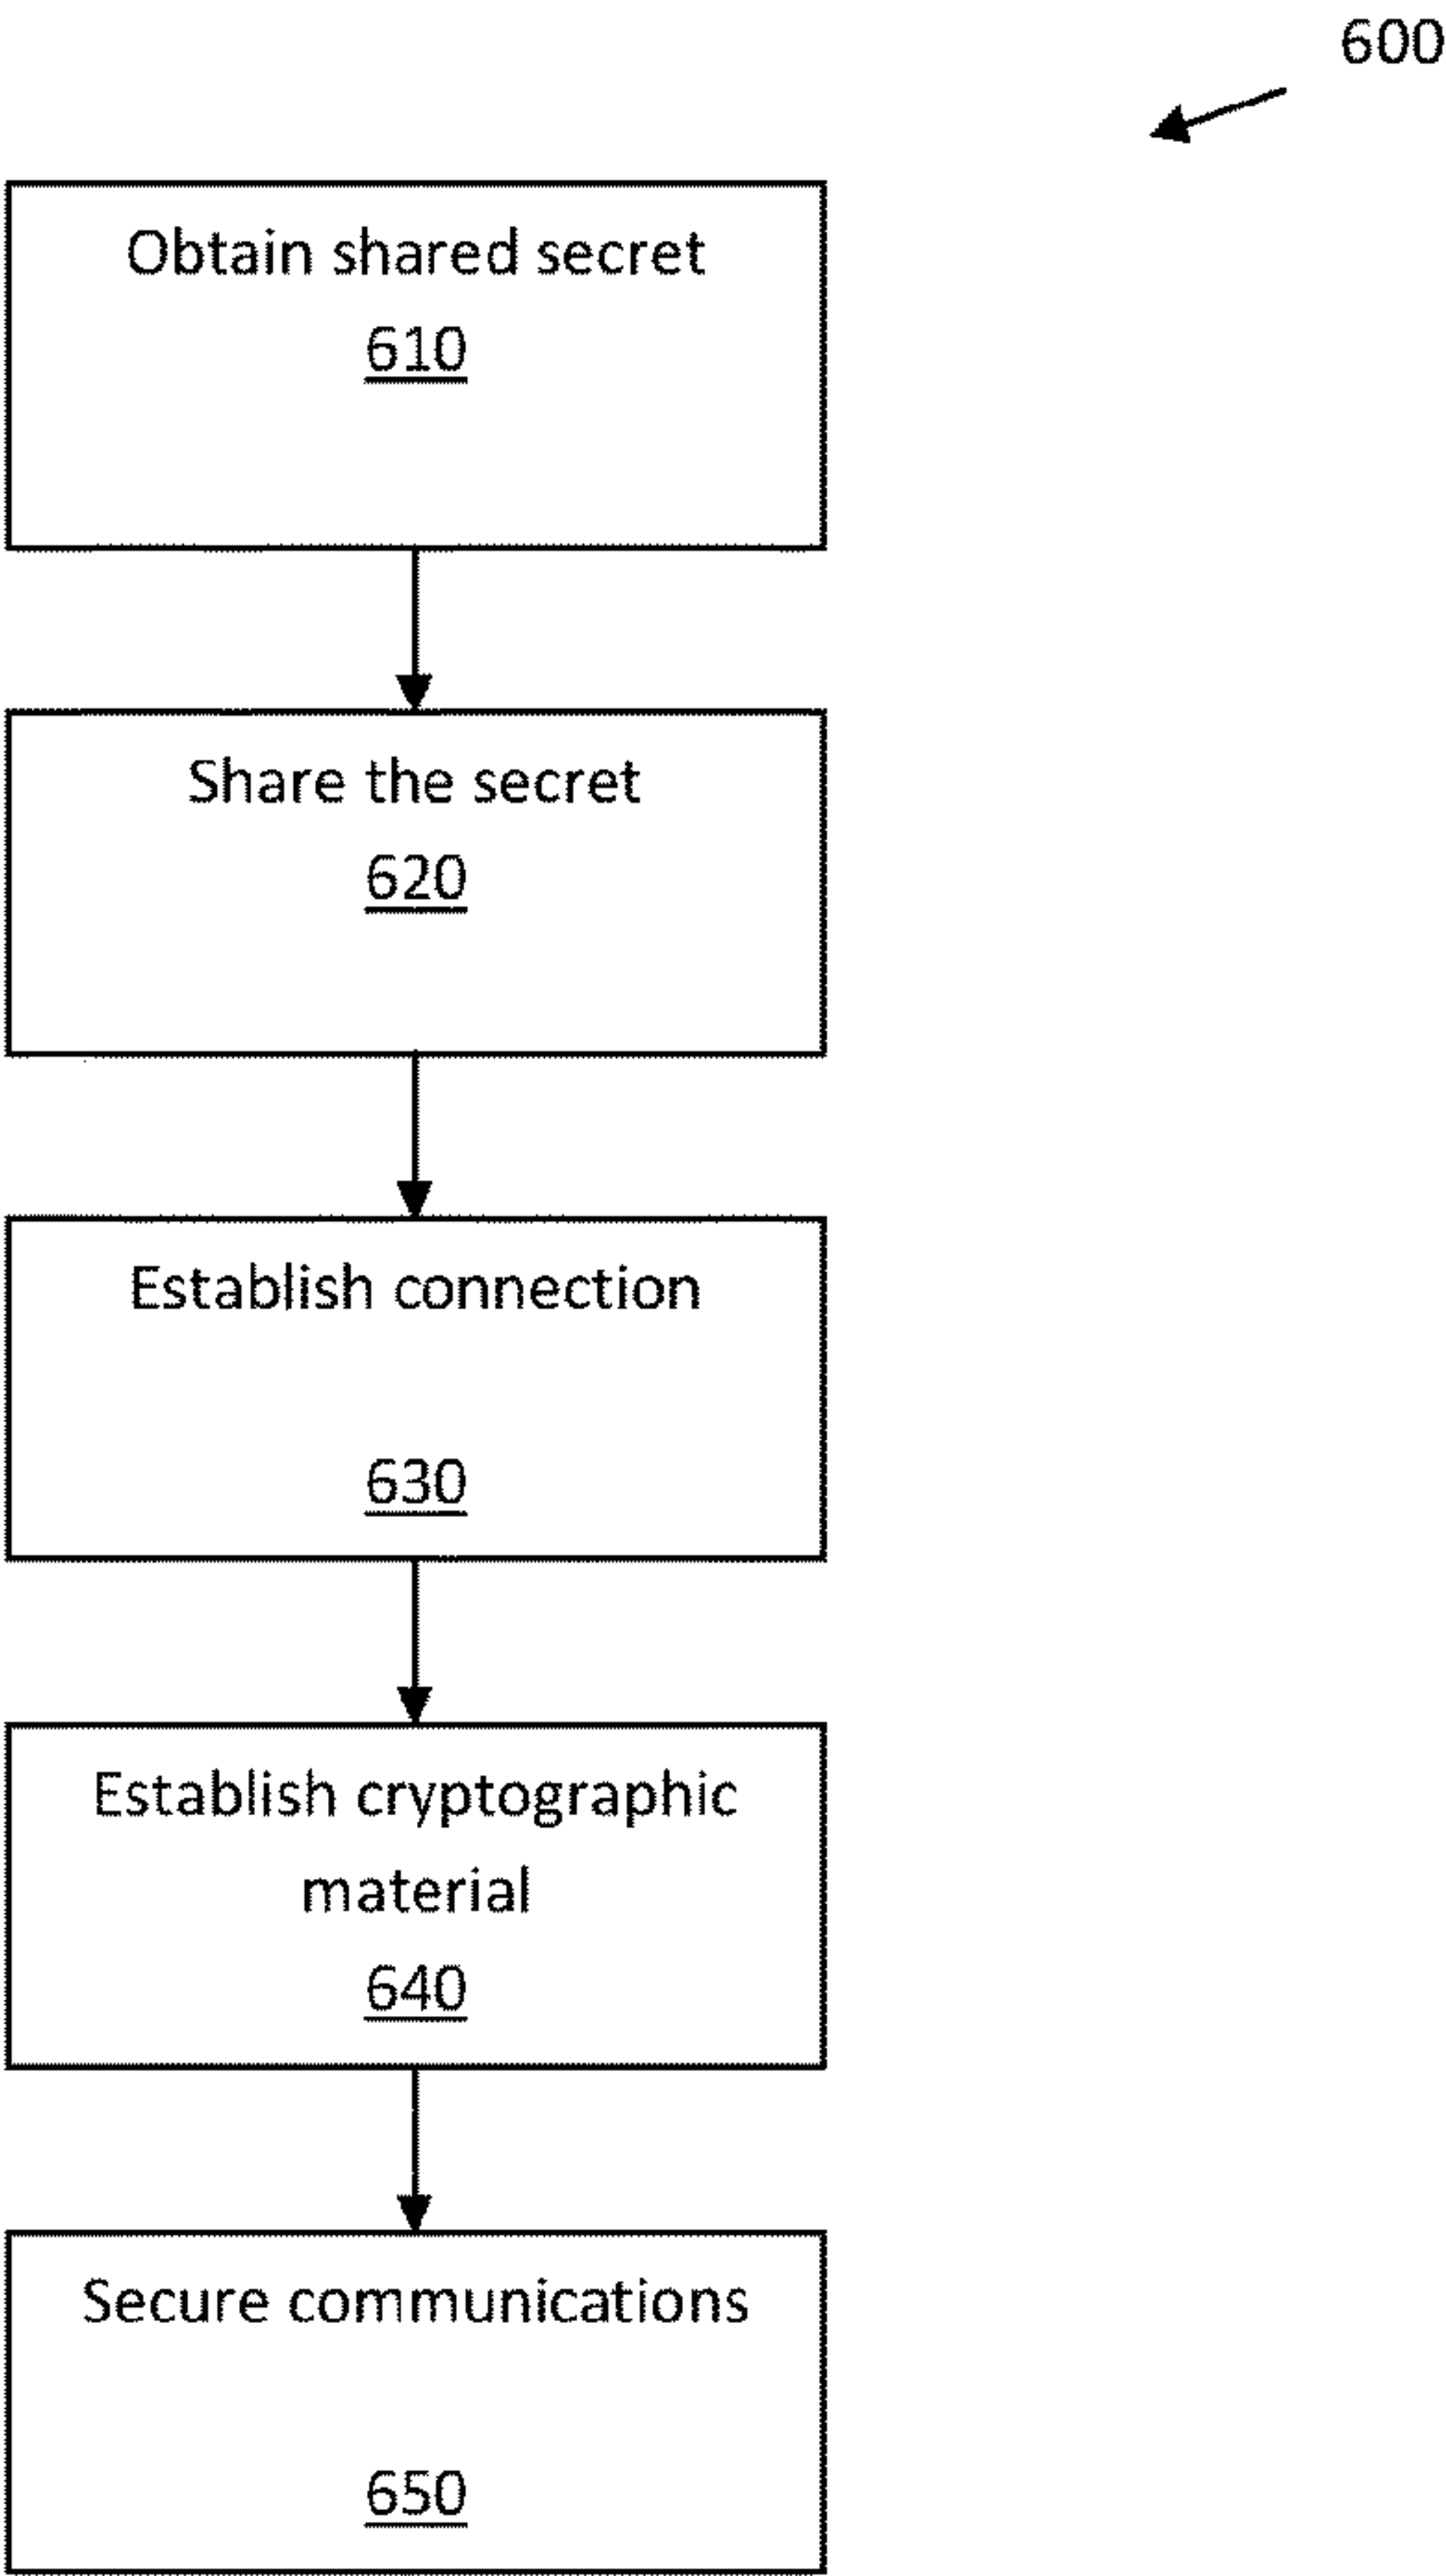 600
Obtain shared secret
610
Share the secret
620
Establish connection
630
Establish cryptographic
material
640
Secure communications
650